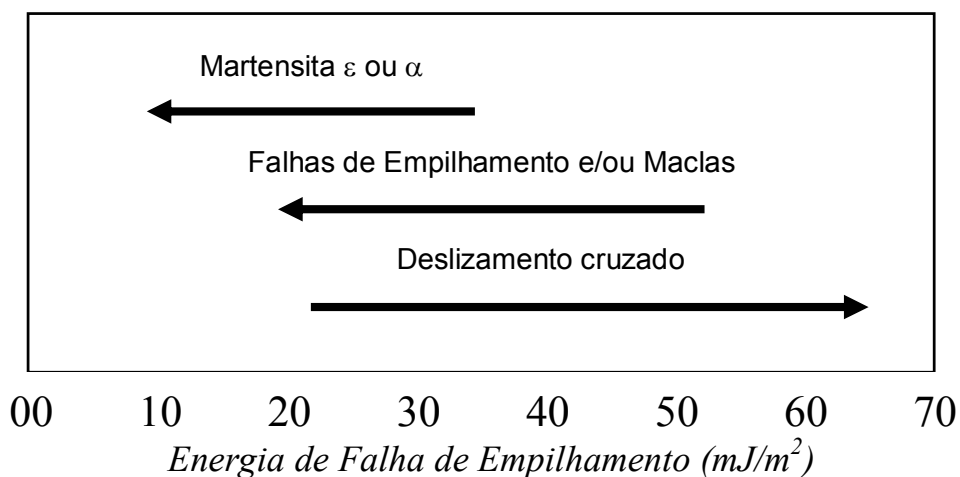 Martensita ε ou α
Falhas de Empilhamento e/ou Maclas
Deslizamento cruzado
00 10 20 30 40 50 60 70
Energia de Falha de Empilhamento (mJ/m²)